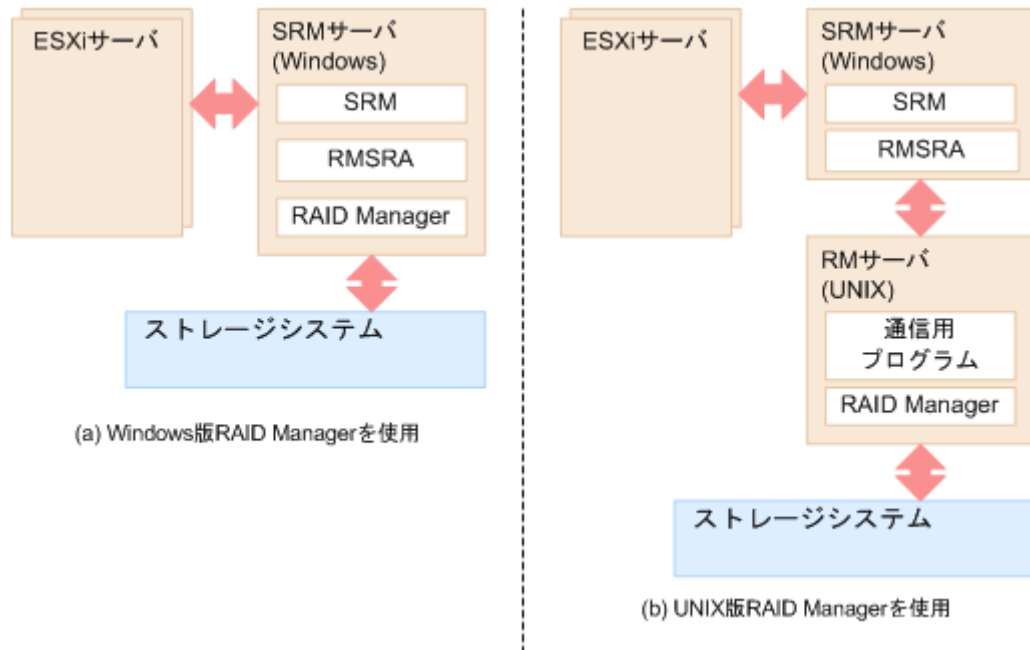 ESXiサーバ
SRMサーバ
(Windows)
SRM
RMSRA
RAID Manager
ストレージシステム
(a) Windows版RAID Managerを使用
ESXiサーバ
SRMサーバ
(Windows)
SRM
RMSRA
RMサーバ
(UNIX)
通信用
プログラム
RAID Manager
ストレージシステム
(b) UNIX版RAID Managerを使用